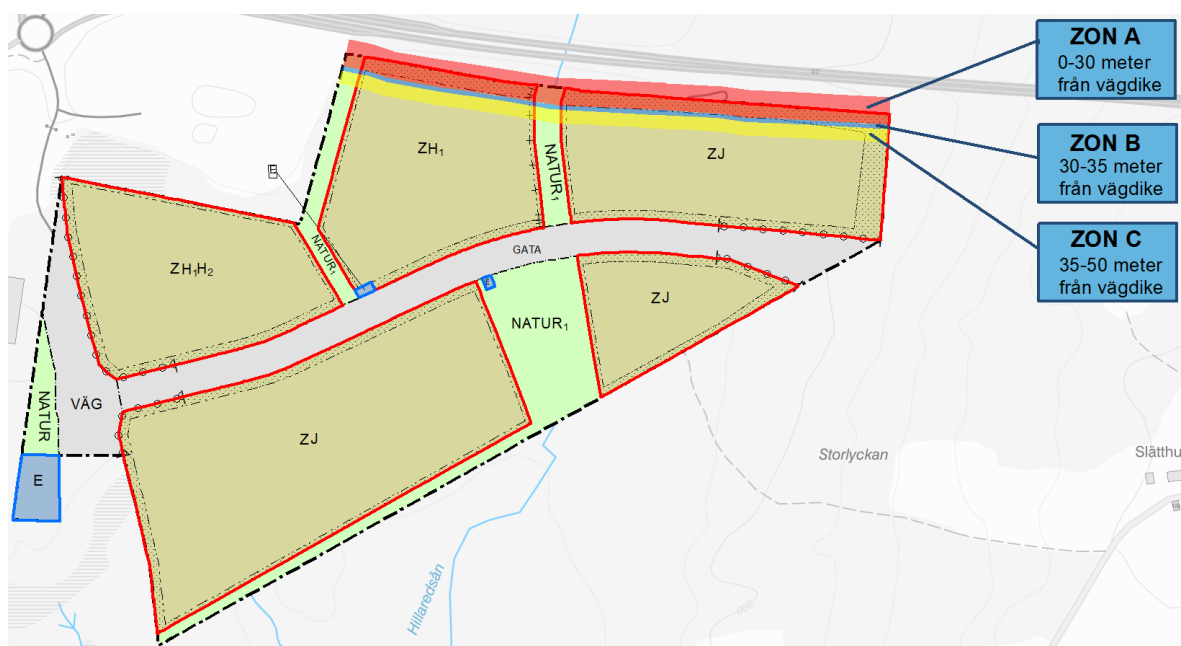 ZON A
0-30 meter
från vägdike
ZON B
30-35 meter
från vägdike
ZON C
35-50 meter
från vägdike
ZH₁
ZJ
NATUR₁
E
NATUR₁
ZH₁H₂
GATA
ZJ
E
NATUR₁
VÄG
NATUR
ZJ
E
Storlyckan
Slätthu
Hillaredsån